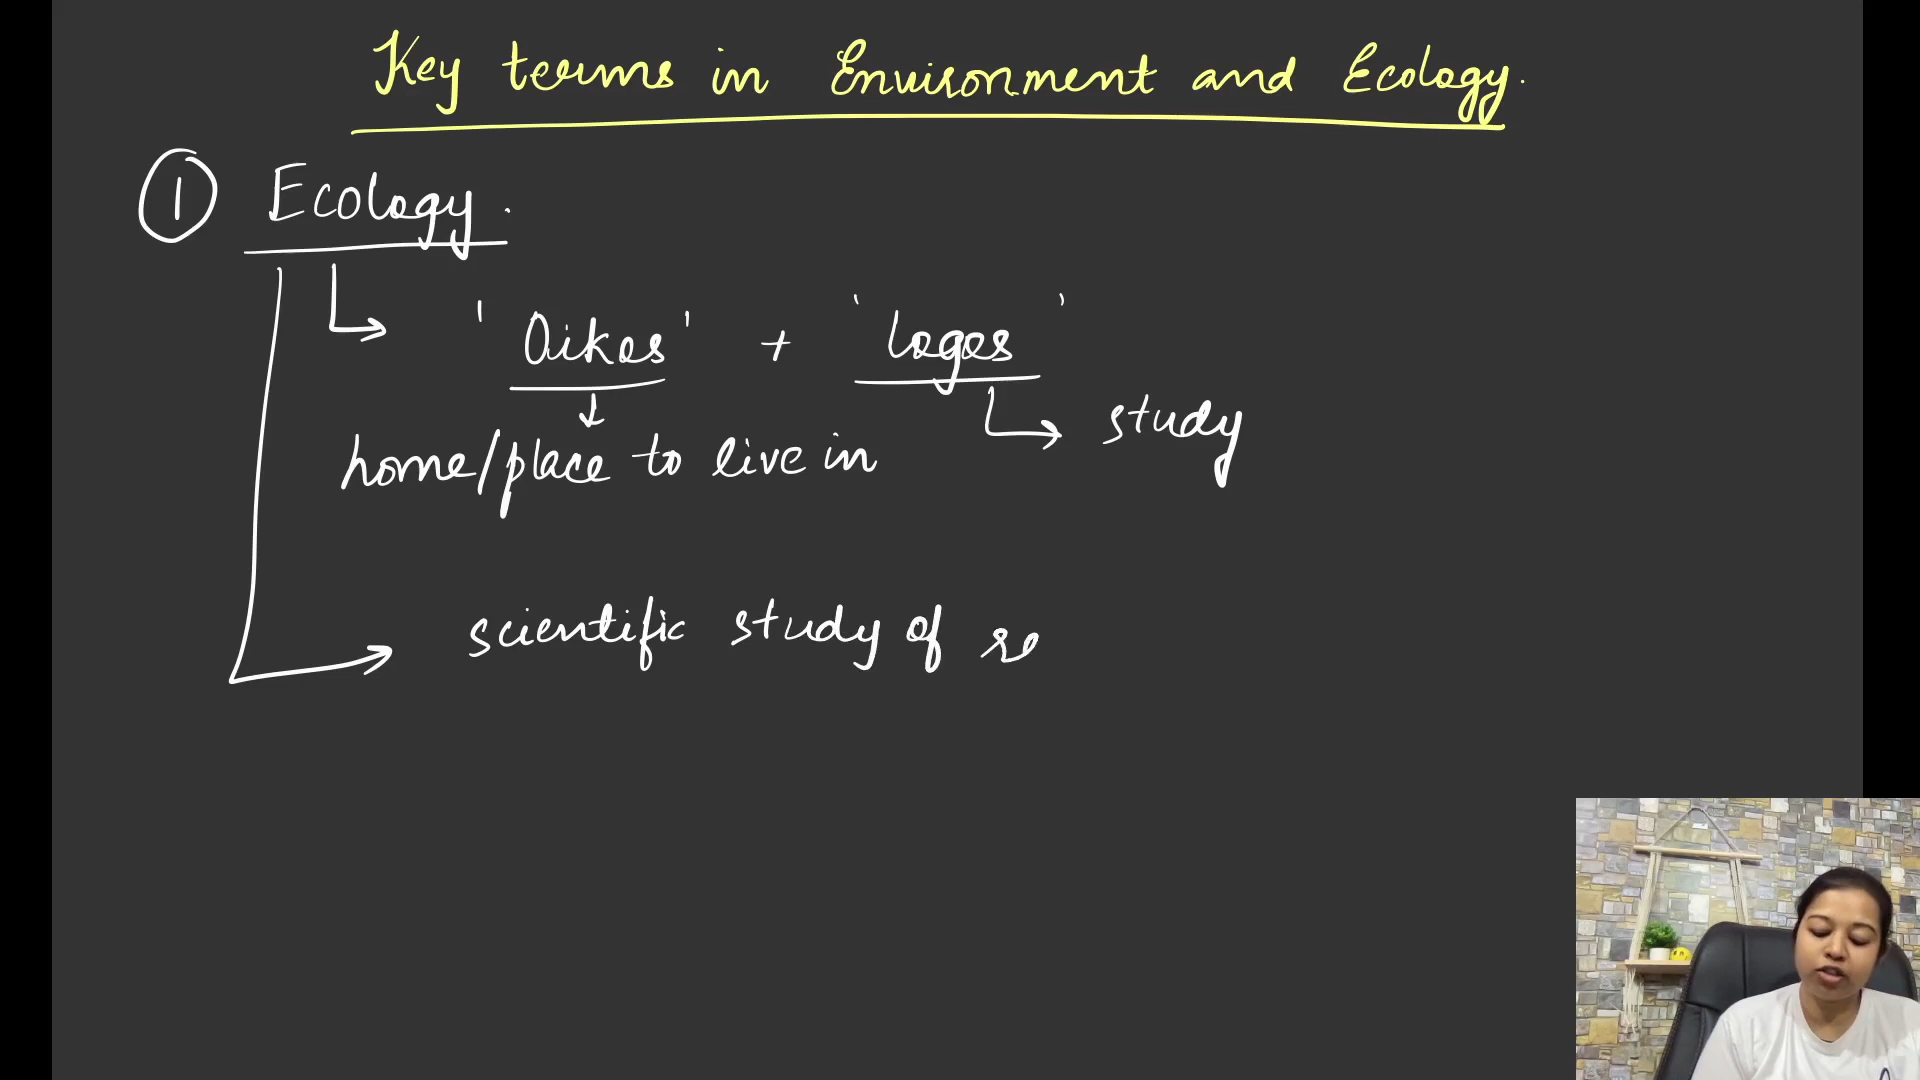 Key terms in Environment and Ecology.
① Ecology.
'Oikos' + 'logos'
study
home/place to live in
scientific study of re